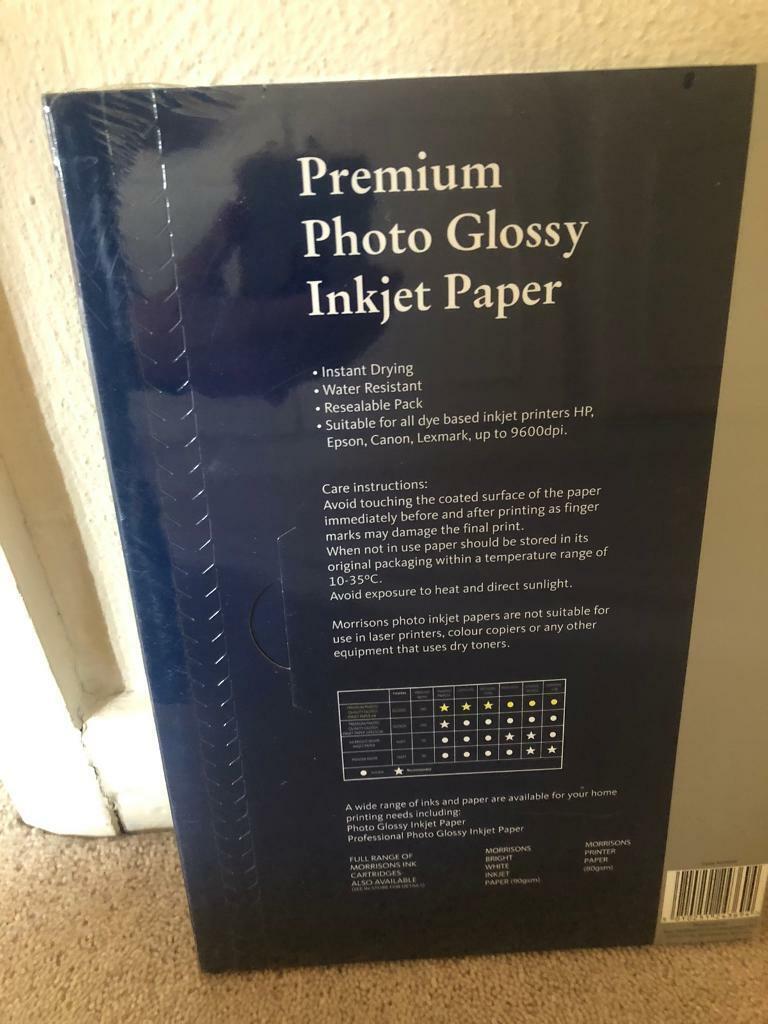 Premium
Photo Glossy
Inkjet Paper
• Instant Drying
• Water Resistant
• Resealable Pack
• Suitable for all dye based inkjet printers HP,
Epson, Canon, Lexmark, up to 9600dpi.
Care instructions:
Avoid touching the coated surface of the paper
immediately before and after printing as finger
marks may damage the final print.
When not in use paper should be stored in its
original packaging within a temperature range of
10-35ºC.
Avoid exposure to heat and direct sunlight.
Morrisons photo inkjet papers are not suitable for
use in laser printers, colour copiers or any other
equipment that uses dry toners.
A wide range of inks and paper are available for your home
printing needs including:
Photo Glossy Inkjet Paper
Professional Photo Glossy Inkjet Paper
FULL RANGE OF
MORRISONS INK
CARTRIDGES
ALSO AVAILABLE
(SEE IN STORE FOR DETAILS)
MORRISONS
BRIGHT
WHITE
INKJET
PAPER (90gsm)
MORRISONS
PRINTER
PAPER
(80gsm)